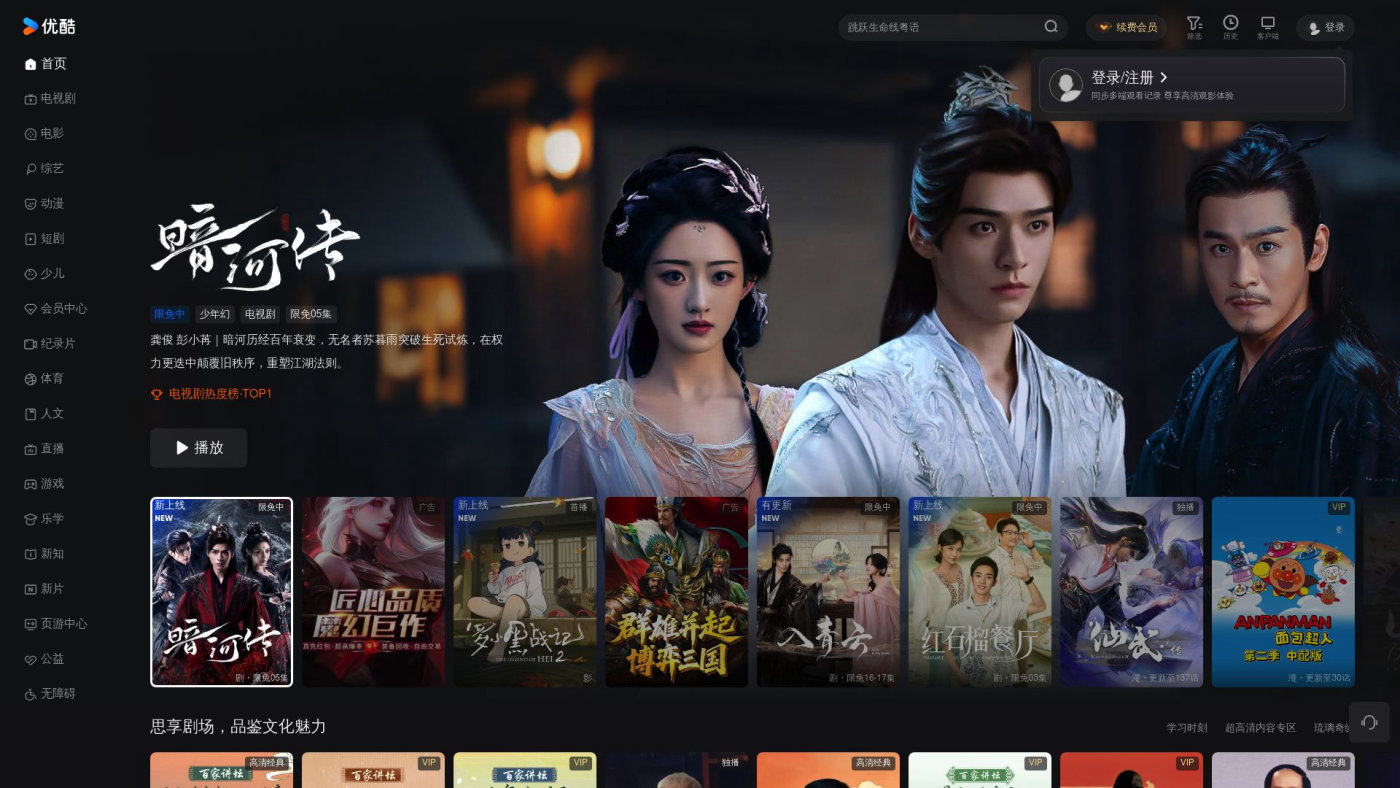 优酷
跳跃生命线粤语
续费会员
筛选
历史
客户端
登录
登录/注册
同步多端观看记录 尊享高清观影体验
首页
电视剧
电影
综艺
动漫
短剧
少儿
会员中心
纪录片
体育
人文
直播
游戏
乐学
新知
新片
页游中心
公益
无障碍
暗河传
限免中 少年幻 电视剧 限免05集
龚俊 彭小苒｜暗河历经百年衰变，无名者苏暮雨突破生死试炼，在权
力更迭中颠覆旧秩序，重塑江湖法则。
电视剧热度榜·TOP1
播放
新上线
NEW
限免中
暗河传
剧・限免05集
广告
匠心品质
魔幻巨作
真充红包·超高爆率
装备回收·自由交易
新上线
NEW
首播
罗小黑战记2
THE LEGEND OF HEI 2
影
广告
群雄并起
博弈三国
有更新
NEW
限免中
入青云
剧・限免16-17集
新上线
NEW
限免中
红石榴餐厅
剧・限免03集
独播
仙武传
漫・更新至137话
VIP
ANPANMAN
面包超人
第二季 中配版
漫・更新至30话
思享剧场，品鉴文化魅力
学习时刻
超高清内容专区
高清经典
百家讲坛
VIP
百家讲坛
VIP
百家讲坛
独播
高清经典
VIP
百家讲坛
VIP
高清经典